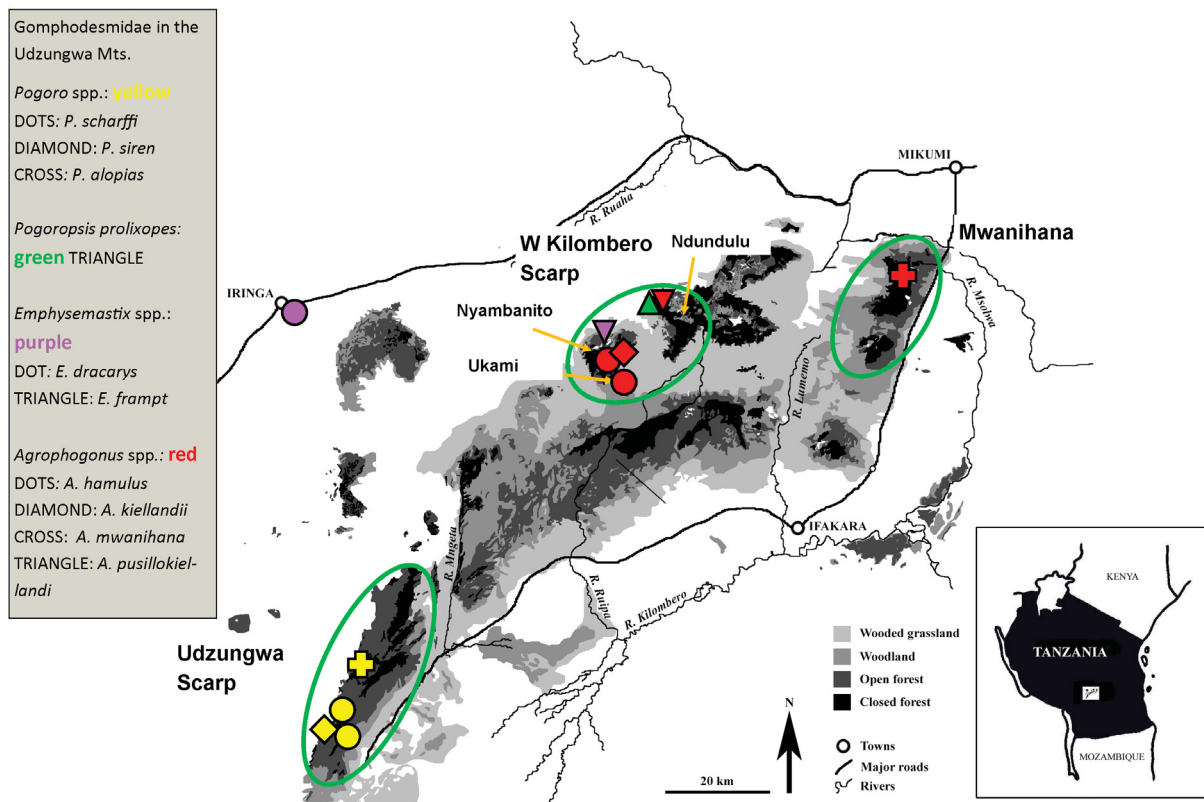 Gomphodesmidae in the
Udzungwa Mts.
Pogoro spp.: yellow
DOTS: P. scharffi
DIAMOND: P. siren
CROSS: P. alopias
Pogoropsis prolixopes:
green TRIANGLE
Emphysemastix spp.:
purple
DOT: E. dracarys
TRIANGLE: E. frampt
Agrophogonus spp.: red
DOTS: A. hamulus
DIAMOND: A. kiellandii
CROSS: A. mwanihana
TRIANGLE: A. pusillokiel-
landi
MIKUMI
R. Ruaha
Mwanihana
W Kilombero
Scarp
Ndundulu
R. Msolwa
IRINGA
Nyambanito
Ukami
R. Lumemo
IFAKARA
R. Mngeta
R. Ruipa
R. Kilombero
Udzungwa
Scarp
Wooded grassland
Woodland
Open forest
Closed forest
N
Towns
Major roads
Rivers
20 km
KENYA
TANZANIA
MOZAMBIQUE